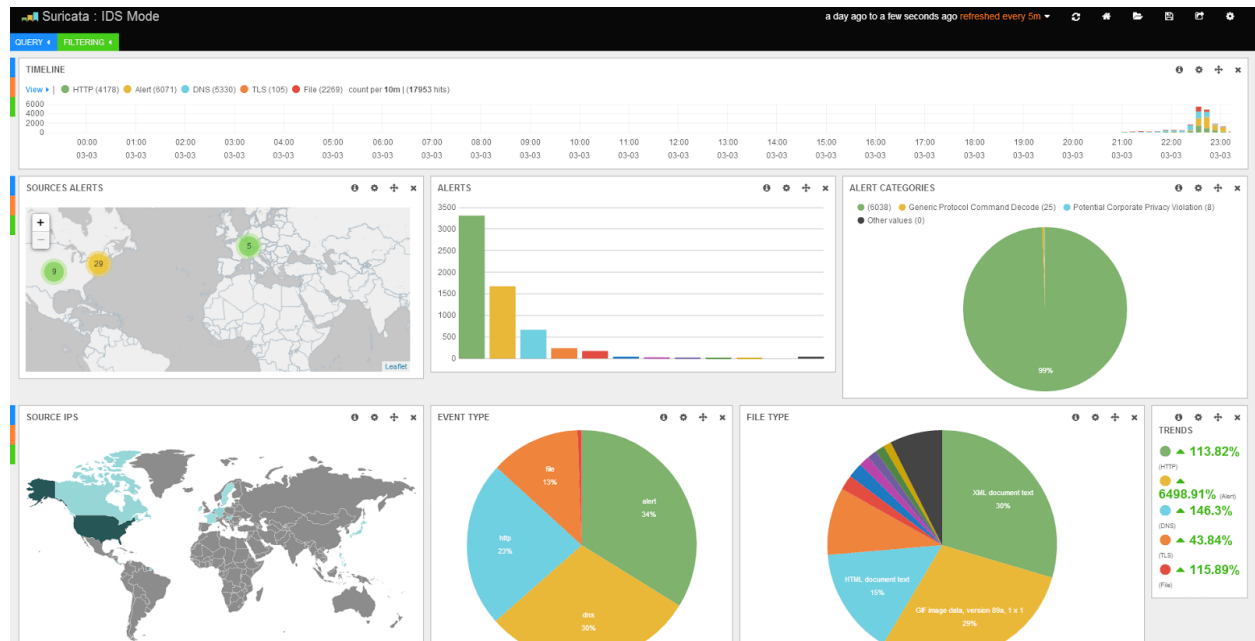 Suricata : IDS Mode
a day ago to a few seconds ago refreshed every 5m
QUERY
FILTERING
TIMELINE
View | HTTP (4178) Alert (6071) DNS (5330) TLS (105) File (2269) count per 10m | (17953 hits)
6000
4000
2000
0
00:00 01:00 02:00 03:00 04:00 05:00 06:00 07:00 08:00 09:00 10:00 11:00 12:00 13:00 14:00 15:00 16:00 17:00 18:00 19:00 20:00 21:00 22:00 23:00
03-03 03-03 03-03 03-03 03-03 03-03 03-03 03-03 03-03 03-03 03-03 03-03 03-03 03-03 03-03 03-03 03-03 03-03 03-03 03-03 03-03 03-03 03-03 03-03
SOURCES ALERTS
+
−
9
29
5
Leaflet
ALERTS
3500
3000
2500
2000
1500
1000
500
0
ALERT CATEGORIES
(6038) Generic Protocol Command Decode (25) Potential Corporate Privacy Violation (8)
Other values (0)
99%
SOURCE IPS
EVENT TYPE
file
13%
alert
34%
http
23%
dns
30%
FILE TYPE
XML document text
30%
HTML document text
15%
GIF image data, version 89a, 1 x 1
29%
TRENDS
113.82%
(HTTP)
6498.91% (Alert)
146.3%
(DNS)
43.84%
(TLS)
115.89%
(File)